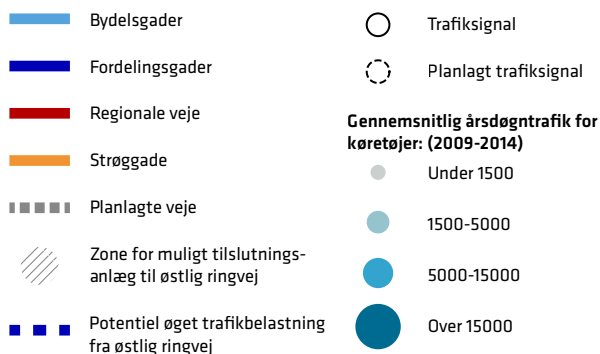 Bydelsgader
Fordelingsgader
Regionale veje
Strøggade
Planlagte veje
Zone for muligt tilslutnings-
anlæg til østlig ringvej
Potentiel øget trafikbelastning
fra østlig ringvej
Trafiksignal
Planlagt trafiksignal
Gennemsnitlig årsdøgntrafik for
køretøjer: (2009-2014)
Under 1500
1500-5000
5000-15000
Over 15000